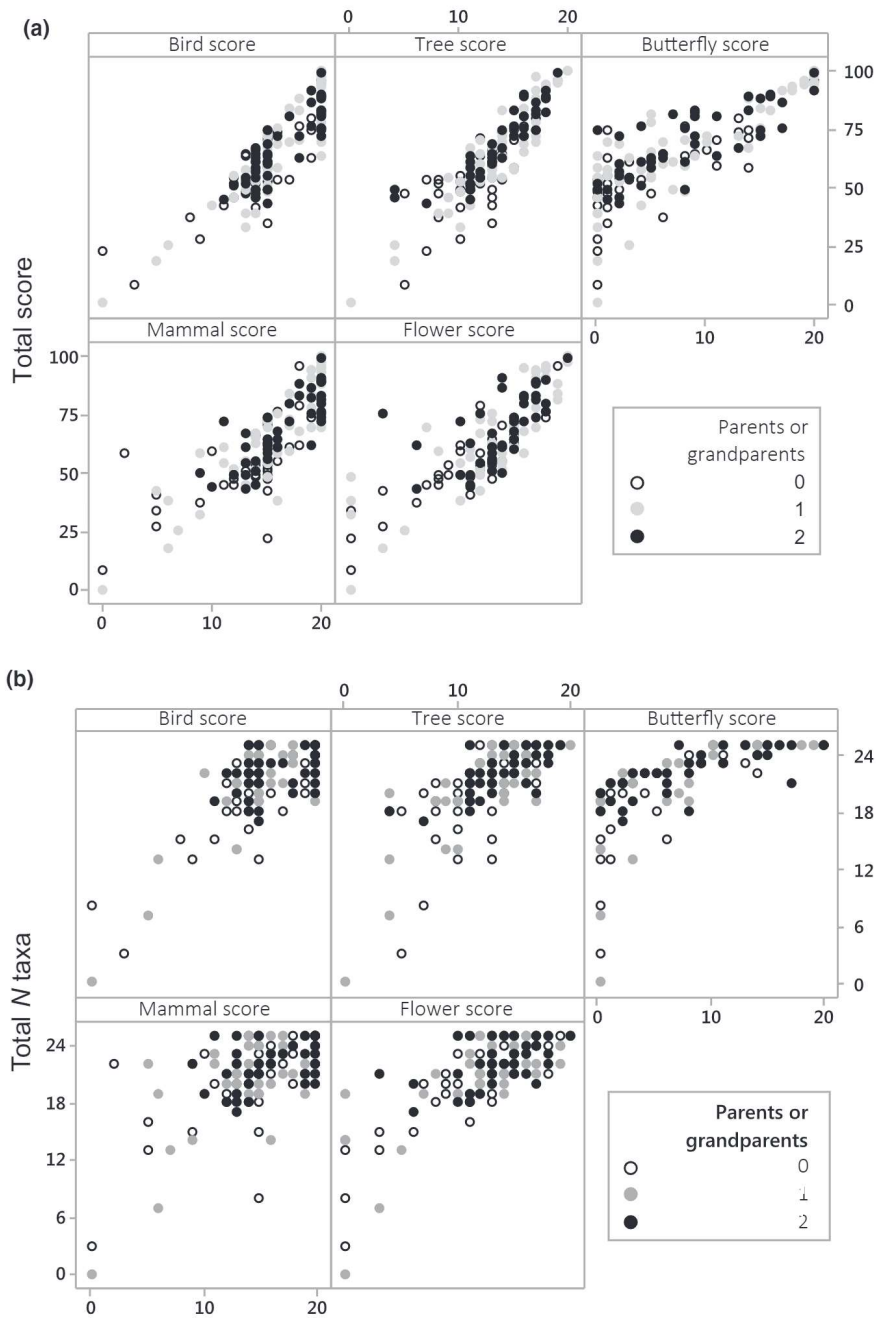 (a)
0 10 20
Bird score Tree score Butterfly score
100
75
50
25
0
0 10 20
Total score
Mammal score Flower score
100
75
50
25
0
0 10 20
Parents or
grandparents
0
1
2
(b)
0 10 20
Bird score Tree score Butterfly score
24
18
12
6
0
0 10 20
Total N taxa
Mammal score Flower score
24
18
12
6
0
0 10 20
Parents or
grandparents
0
1
2